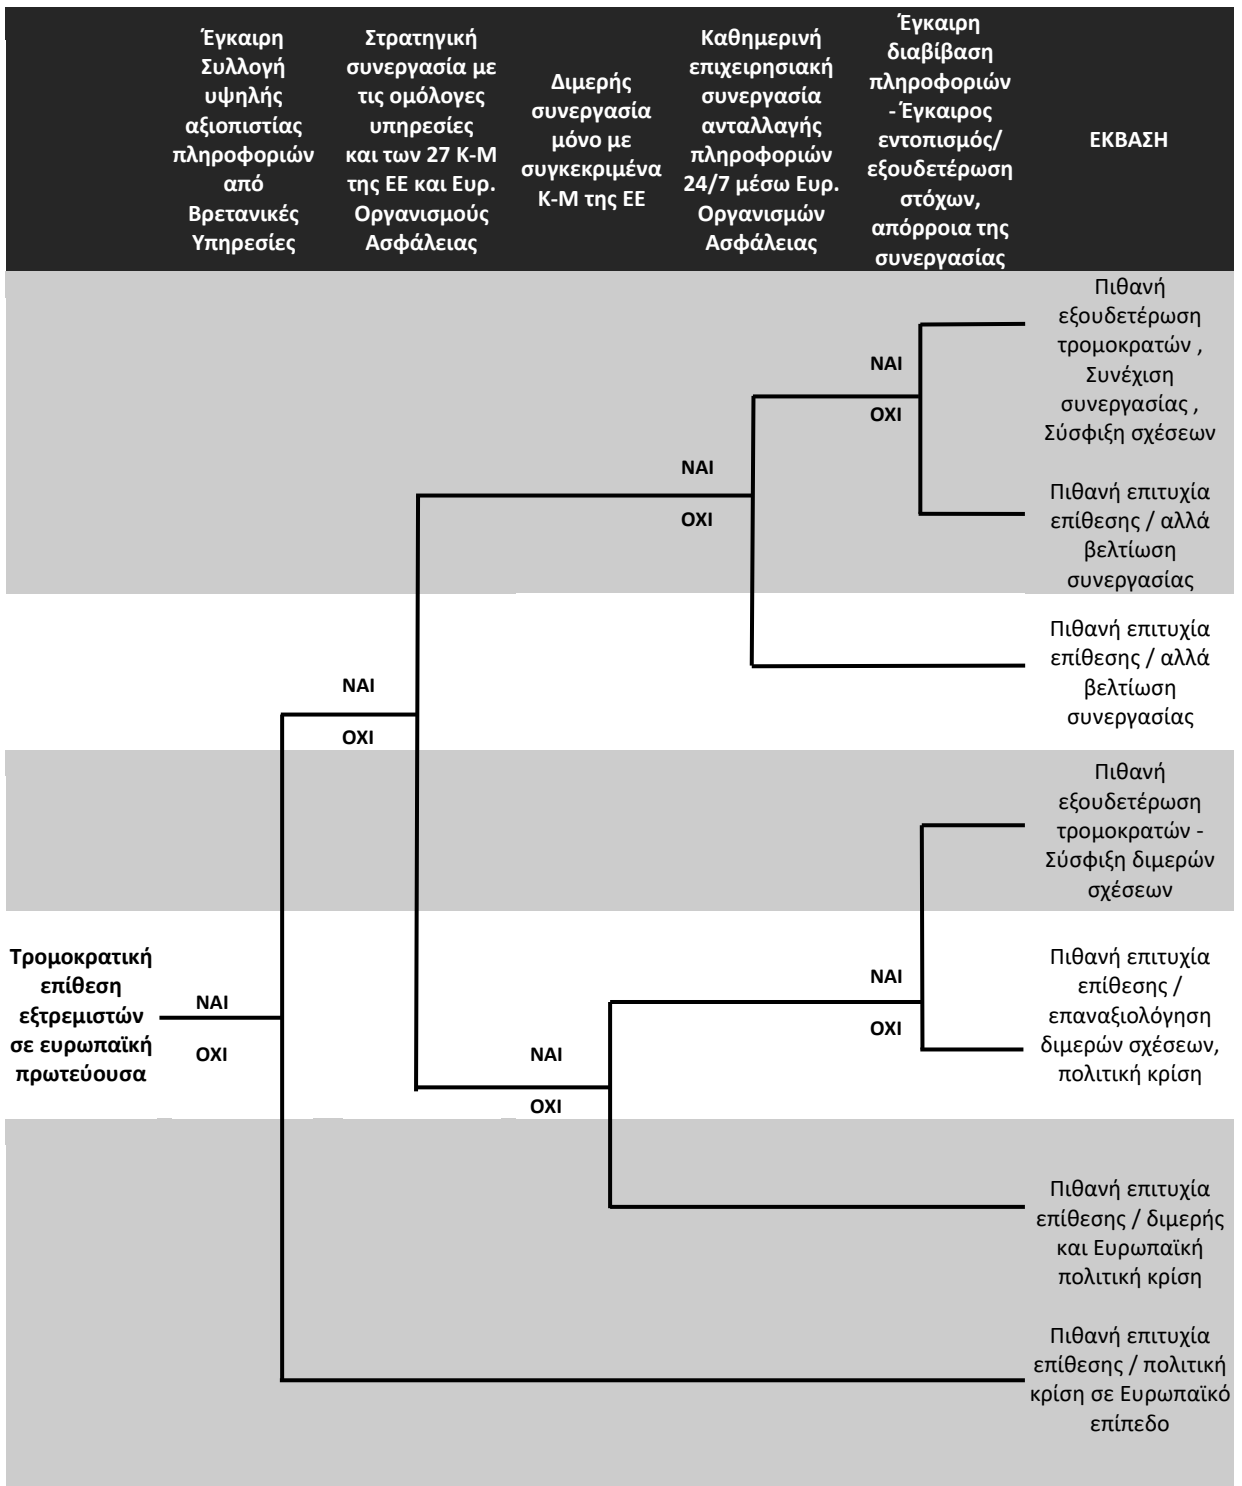 Έγκαιρη
Συλλογή
υψηλής
αξιοπιστίας
πληροφοριών
από
Βρετανικές
Υπηρεσίες
Στρατηγική
συνεργασία με
τις ομόλογες
υπηρεσίες
και των 27 Κ-Μ
της ΕΕ και Ευρ.
Οργανισμούς
Ασφάλειας
Διμερής
συνεργασία
μόνο με
συγκεκριμένα
Κ-Μ της ΕΕ
Καθημερινή
επιχειρησιακή
συνεργασία
ανταλλαγής
πληροφοριών
24/7 μέσω Ευρ.
Οργανισμών
Ασφάλειας
Έγκαιρη
διαβίβαση
πληροφοριών
- Έγκαιρος
εντοπισμός/
εξουδετέρωση
στόχων,
απόρροια της
συνεργασίας
ΕΚΒΑΣΗ
Πιθανή
εξουδετέρωση
τρομοκρατών ,
Συνέχιση
συνεργασίας ,
Σύσφιξη σχέσεων
ΝΑΙ
ΟΧΙ
ΝΑΙ
ΟΧΙ
Πιθανή επιτυχία
επίθεσης / αλλά
βελτίωση
συνεργασίας
Πιθανή επιτυχία
επίθεσης / αλλά
βελτίωση
συνεργασίας
ΝΑΙ
ΟΧΙ
Πιθανή
εξουδετέρωση
τρομοκρατών -
Σύσφιξη διμερών
σχέσεων
Τρομοκρατική
επίθεση
εξτρεμιστών
σε ευρωπαϊκή
πρωτεύουσα
ΝΑΙ
ΟΧΙ
ΝΑΙ
ΟΧΙ
ΝΑΙ
ΟΧΙ
Πιθανή επιτυχία
επίθεσης /
επαναξιολόγηση
διμερών σχέσεων,
πολιτική κρίση
Πιθανή επιτυχία
επίθεσης / διμερής
και Ευρωπαϊκή
πολιτική κρίση
Πιθανή επιτυχία
επίθεσης / πολιτική
κρίση σε Ευρωπαϊκό
επίπεδο